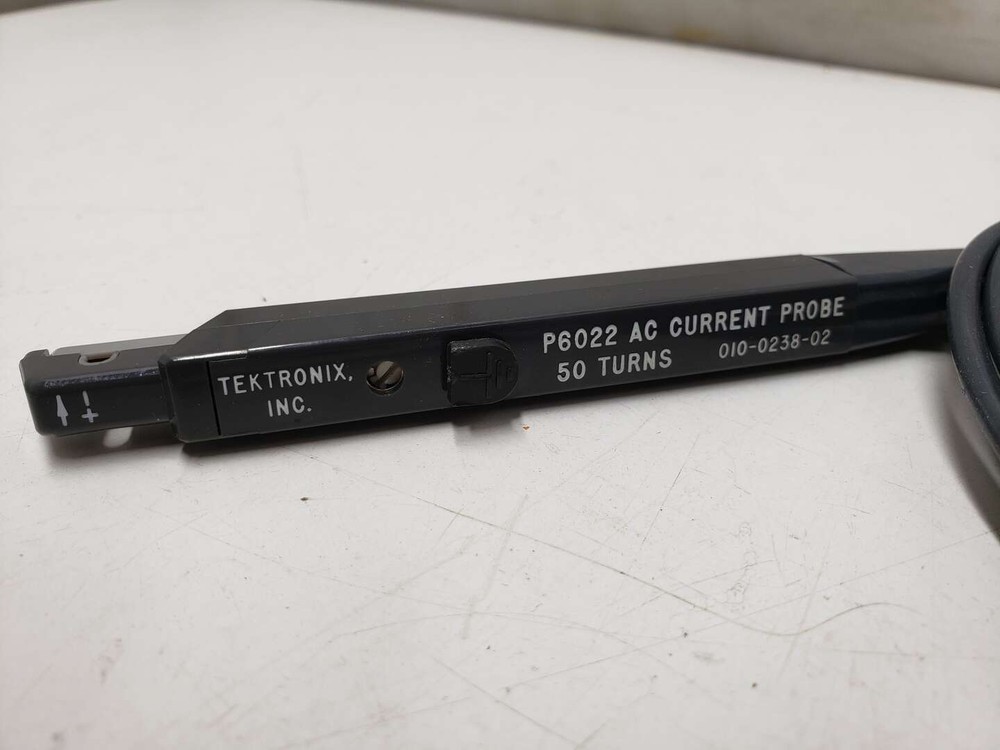 TEKTRONIX,
INC.
P6022 AC CURRENT PROBE
50 TURNS 010-0238-02
- +